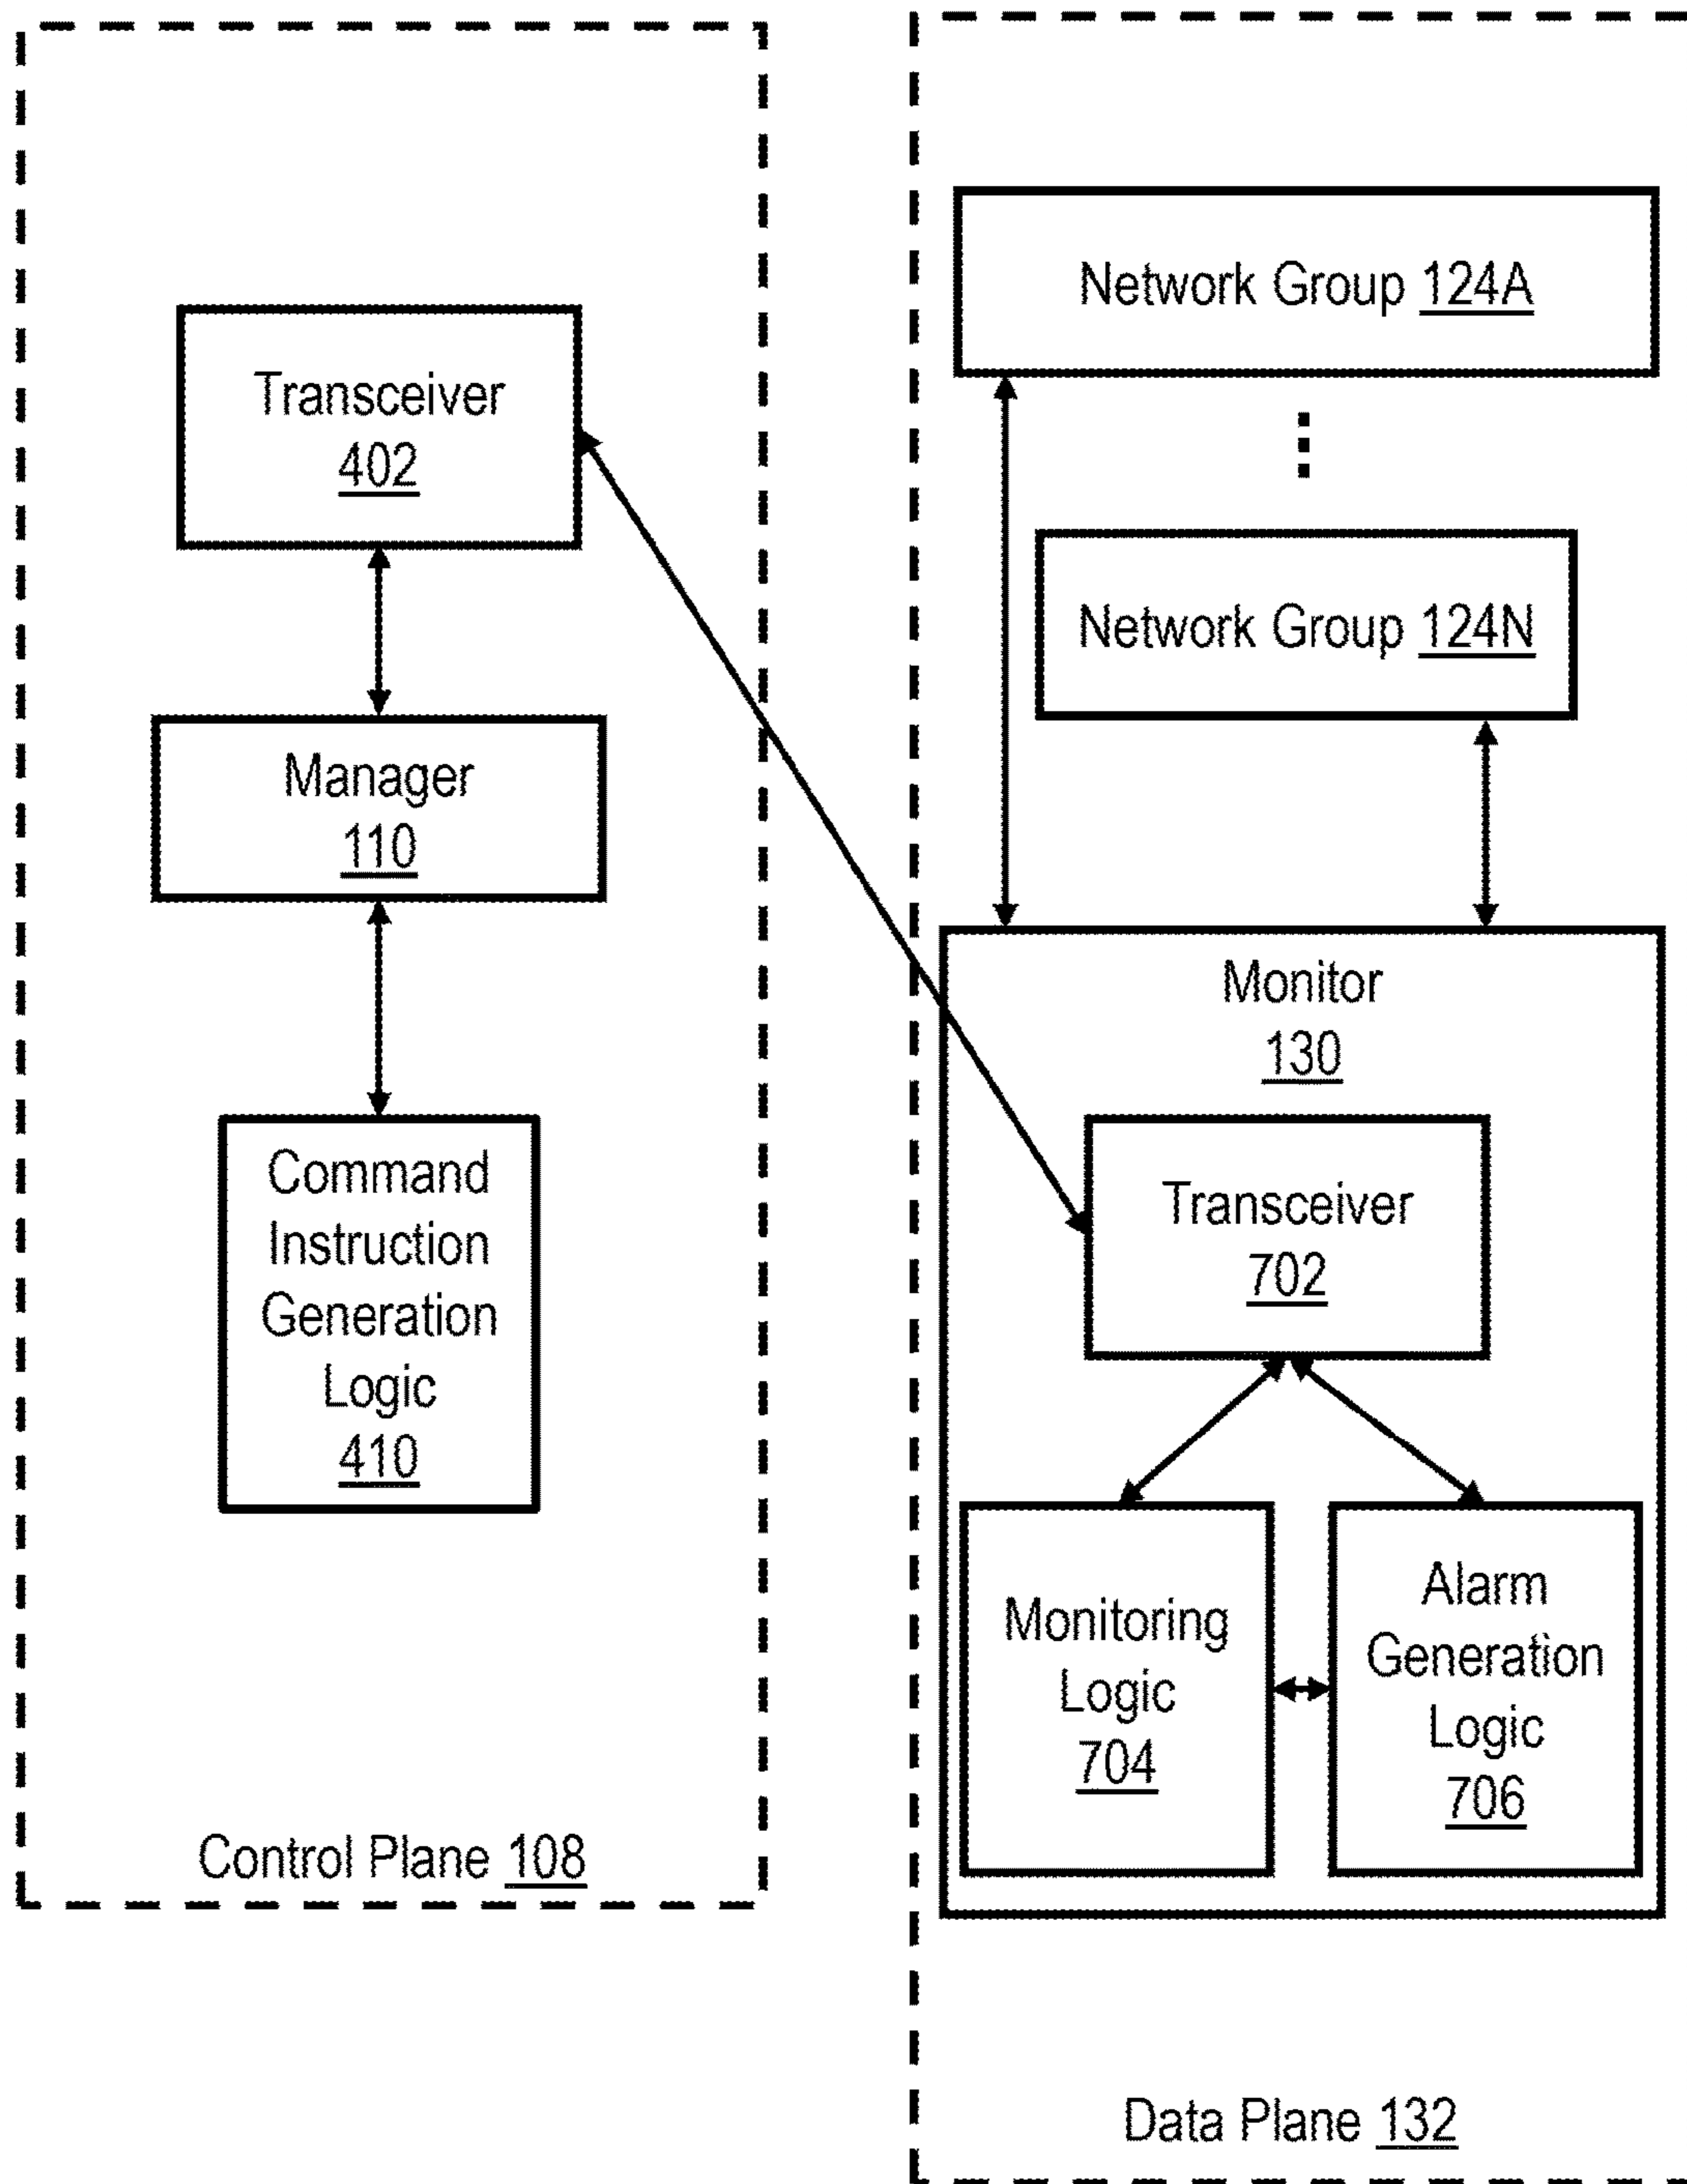 Transceiver
402
Manager
110
Command
Instruction
Generation
Logic
410
Control Plane 108
Network Group 124A
Network Group 124N
Monitor
130
Transceiver
702
Monitoring
Logic
704
Alarm
Generation
Logic
706
Data Plane 132